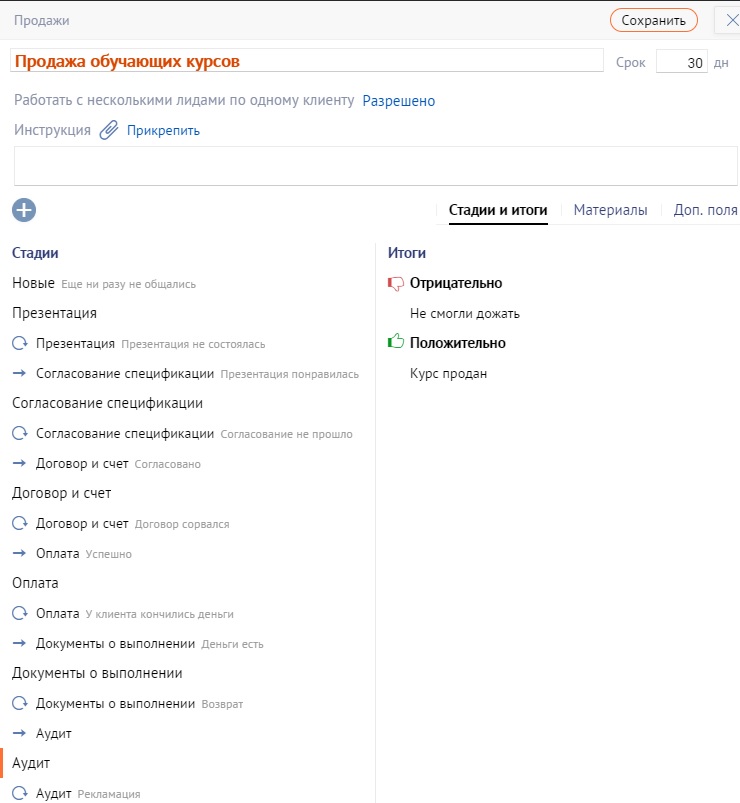 Продажи
Сохранить
Продажа обучающих курсов
Срок 30 дн
Работать с несколькими лидами по одному клиенту Разрешено
Инструкция Прикрепить
Стадии и итоги Материалы Доп. поля
Стадии
Новые Еще ни разу не общались
Презентация
Презентация Презентация не состоялась
Согласование спецификации Презентация понравилась
Согласование спецификации
Согласование спецификации Согласование не прошло
Договор и счет Согласовано
Договор и счет
Договор и счет Договор сорвался
Оплата Успешно
Оплата
Оплата У клиента кончились деньги
Документы о выполнении Деньги есть
Документы о выполнении
Документы о выполнении Возврат
Аудит
Аудит
Аудит Рекламация
Итоги
Отрицательно
Не смогли дожать
Положительно
Курс продан